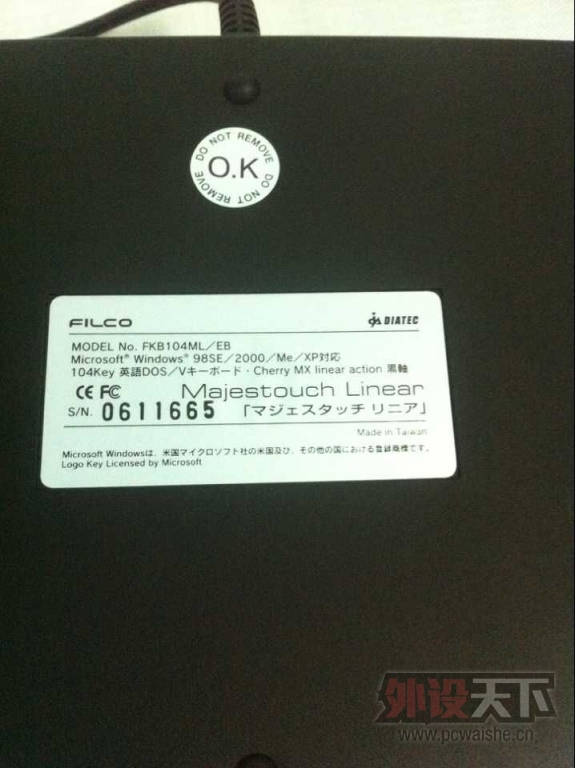 DO NOT REMOVE DO NOT REMOVE
O.K
FILCO
DIATEC
MODEL No. FKB104ML/EB
Microsoft® Windows® 98SE/2000/Me/XP対応
104Key 英語DOS/Vキーボード・Cherry MX linear action 黒軸
CE FC Majestouch Linear
S/N. 0611665 「マジェスタッチ リニア」
Made in Taiwan
Microsoft Windowsは、米国マイクロソフト社の米国及び、その他の国における登録商標です。
Logo Key Licensed by Microsoft
外设天下
www.pcwaishe.cn